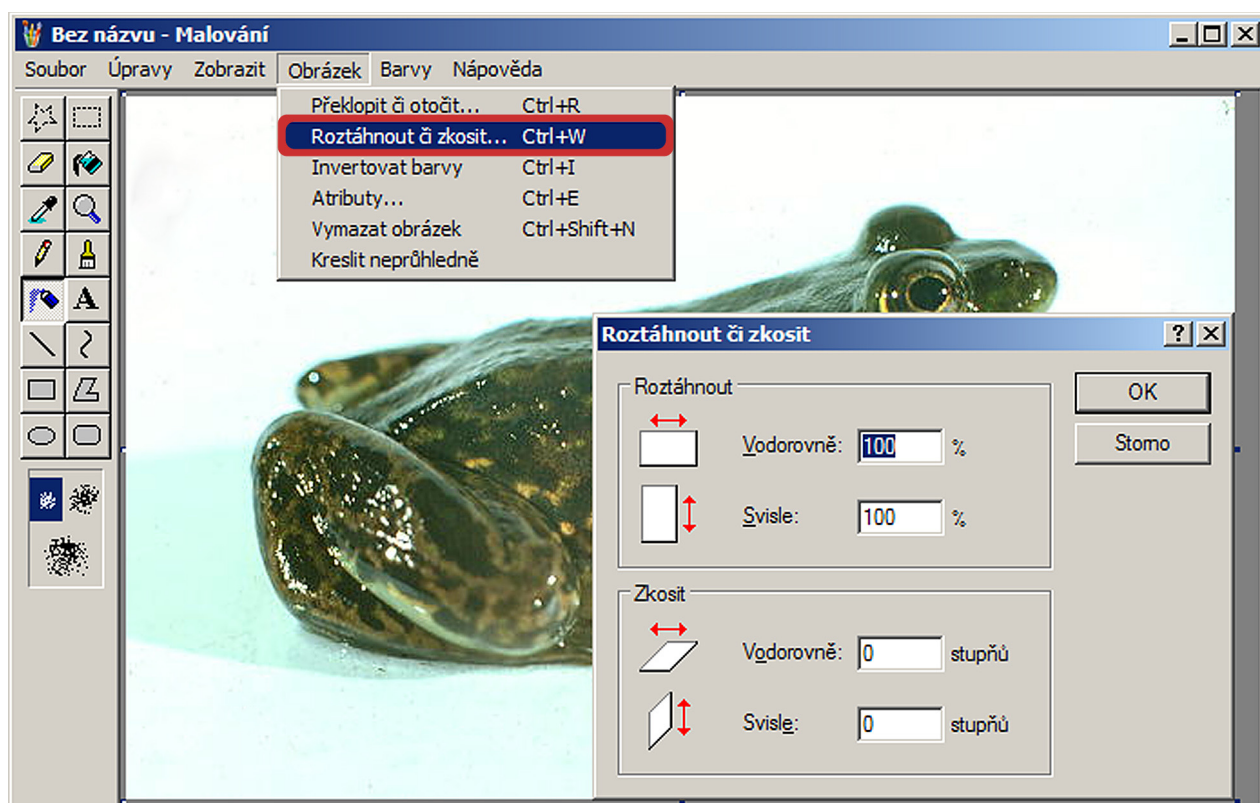 Bez názvu - Malování
Soubor Úpravy Zobrazit Obrázek Barvy Nápověda
Překlopit či otočit... Ctrl+R
Roztáhnout či zkosit... Ctrl+W
Invertovat barvy Ctrl+I
Atributy... Ctrl+E
Vymazat obrázek Ctrl+Shift+N
Kreslit neprůhledně
A
Roztáhnout či zkosit
Roztáhnout
OK
Vodorovně: 100 %
Storno
Svisle: 100 %
Zkosit
Vodorovně: 0 stupňů
Svisle: 0 stupňů